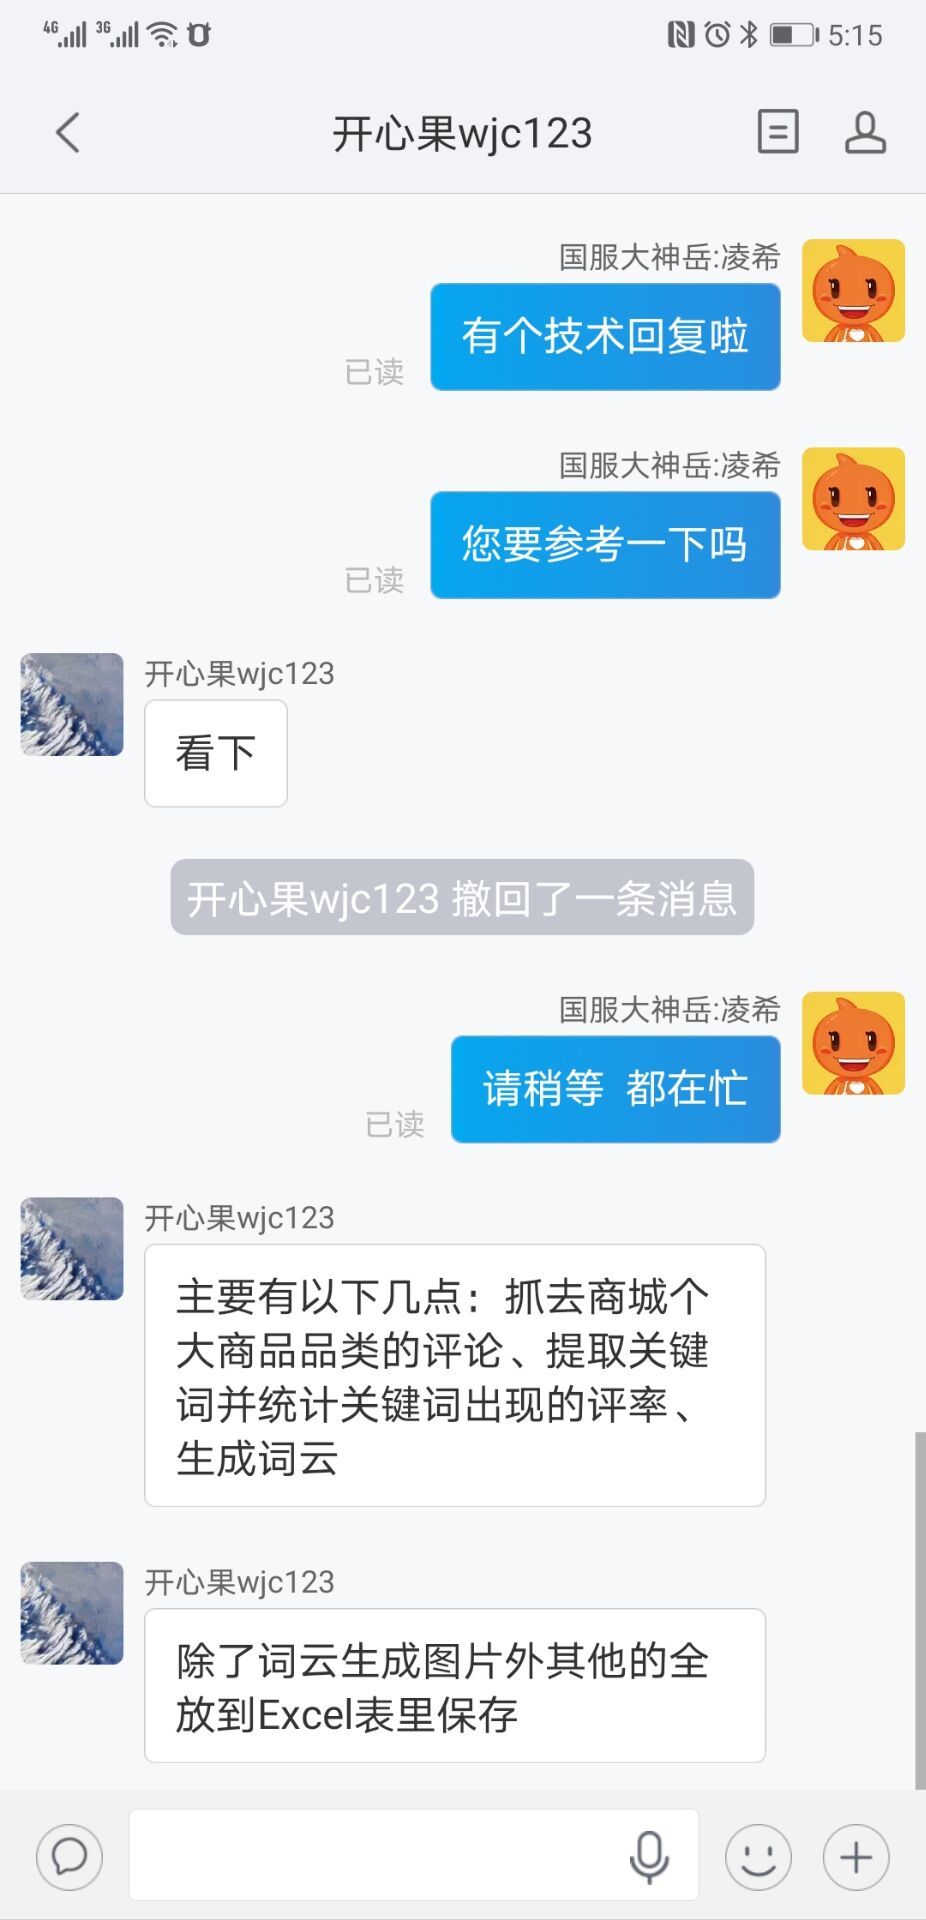 4G 3G 5:15
开心果wjc123
国服大神岳:凌希
有个技术回复啦
已读
国服大神岳:凌希
您要参考一下吗
已读
开心果wjc123
看下
开心果wjc123 撤回了一条消息
国服大神岳:凌希
请稍等 都在忙
已读
开心果wjc123
主要有以下几点：抓去商城个
大商品品类的评论、提取关键
词并统计关键词出现的评率、
生成词云
开心果wjc123
除了词云生成图片外其他的全
放到Excel表里保存